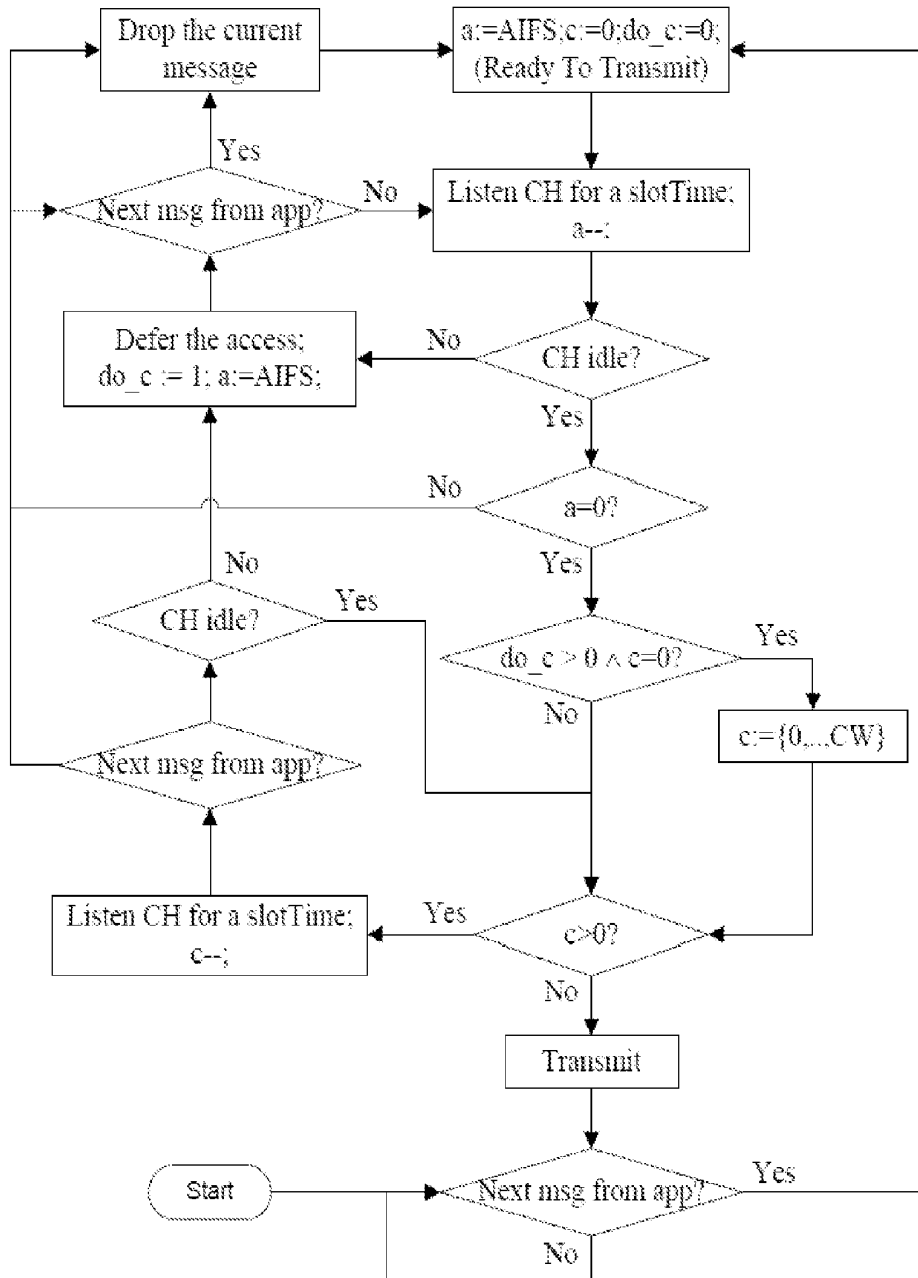 Drop the current
message
a:=AIFS;c:=0;do_c:=0;
(Ready To Transmit)
Yes
Next msg from app?
No
Listen CH for a slotTime;
a--;
Defer the access;
do_c := 1; a:=AIFS;
No
CH idle?
Yes
No
a=0?
Yes
No
CH idle?
Yes
do_c > 0 ∧ c=0?
Yes
No
c:={0,..,CW}
Next msg from app?
Listen CH for a slotTime;
c--;
Yes
c>0?
No
Transmit
Start
Next msg from app?
Yes
No